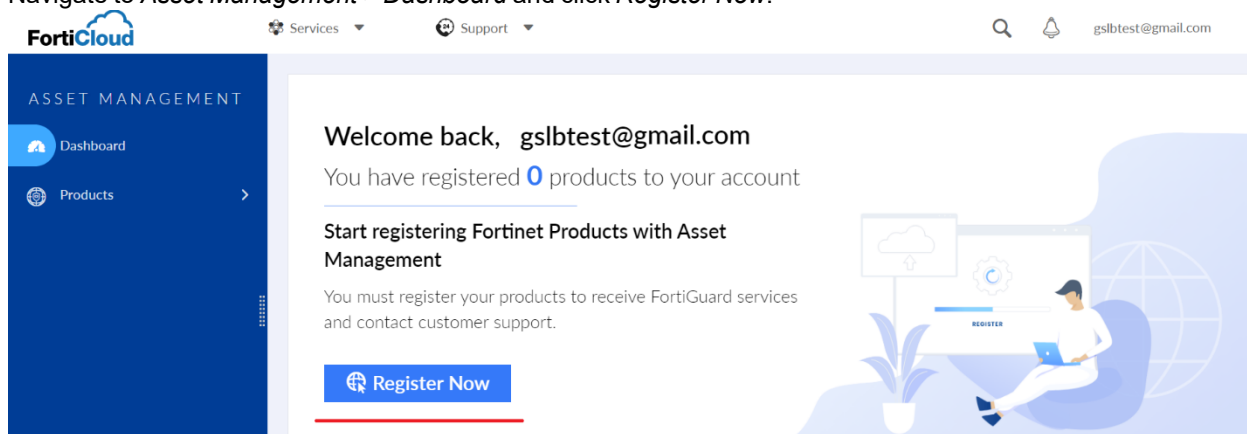 Navigate to Asset Management > Dashboard and click Register Now.
FortiCloud
Services
24
Support
gslbtest@gmail.com
ASSET MANAGEMENT
Dashboard
Products
Welcome back, gslbtest@gmail.com
You have registered 0 products to your account
Start registering Fortinet Products with Asset
Management
You must register your products to receive FortiGuard services
and contact customer support.
REGISTER
Register Now